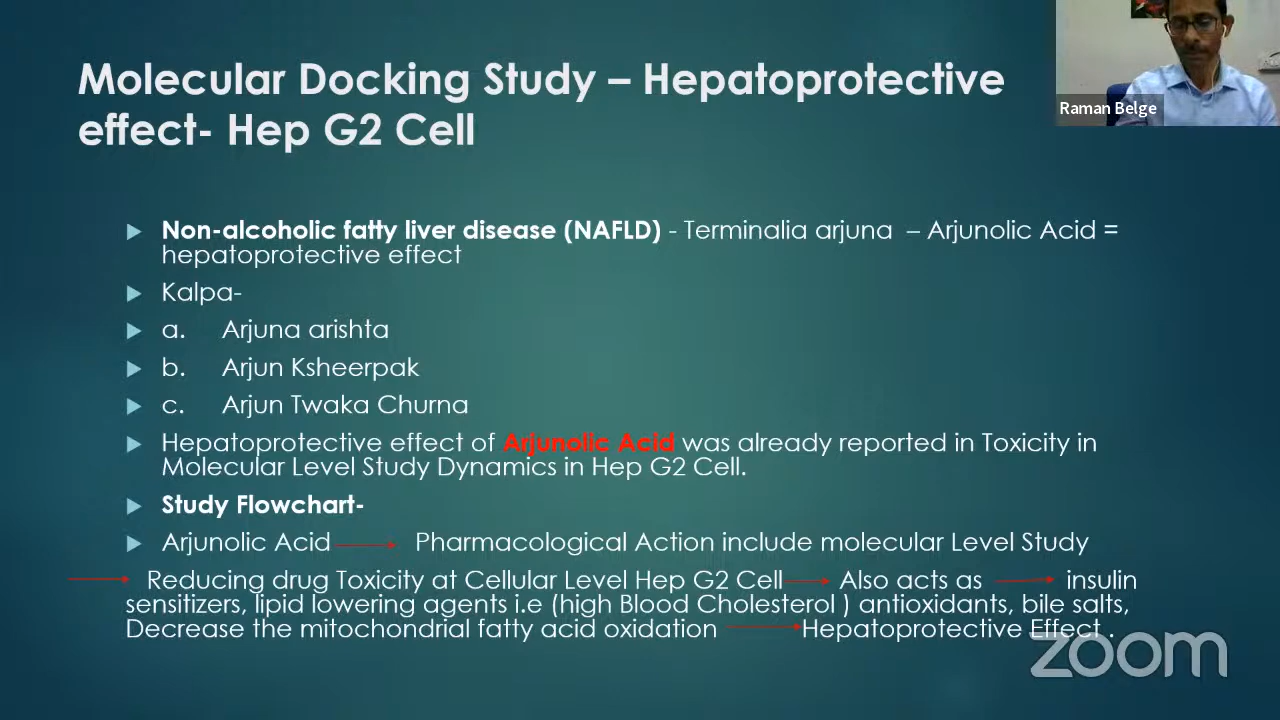 Molecular Docking Study – Hepatoprotective
effect- Hep G2 Cell
Raman Belge
Non-alcoholic fatty liver disease (NAFLD) - Terminalia arjuna – Arjunolic Acid =
hepatoprotective effect
Kalpa-
a. Arjuna arishta
b. Arjun Ksheerpak
c. Arjun Twaka Churna
Hepatoprotective effect of Arjunolic Acid was already reported in Toxicity in
Molecular Level Study Dynamics in Hep G2 Cell.
Study Flowchart-
Arjunolic Acid Pharmacological Action include molecular Level Study
Reducing drug Toxicity at Cellular Level Hep G2 Cell Also acts as insulin
sensitizers, lipid lowering agents i.e (high Blood Cholesterol ) antioxidants, bile salts,
Decrease the mitochondrial fatty acid oxidation Hepatoprotective Effect .
zoom